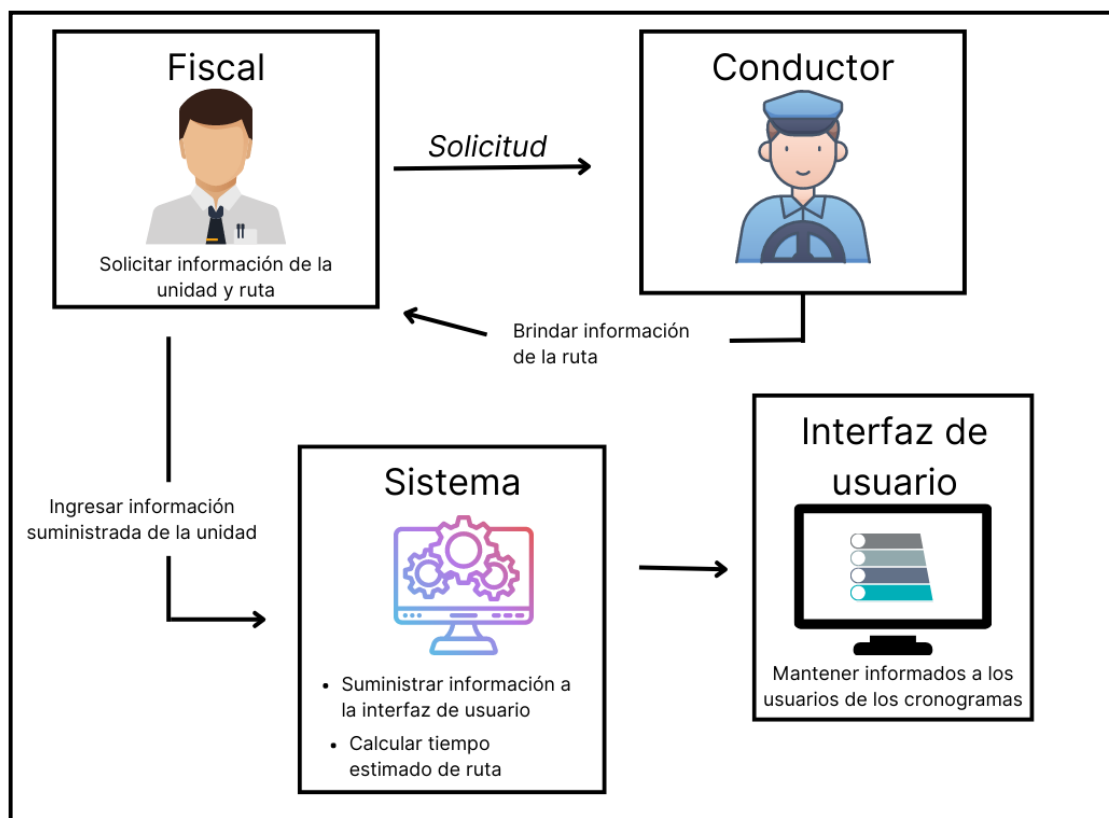 Fiscal
Solicitar información de la
unidad y ruta
Solicitud
Conductor
Brindar información
de la ruta
Ingresar información
suministrada de la unidad
Sistema
• Suministrar información a
la interfaz de usuario
• Calcular tiempo
estimado de ruta
Interfaz de
usuario
Mantener informados a los
usuarios de los cronogramas